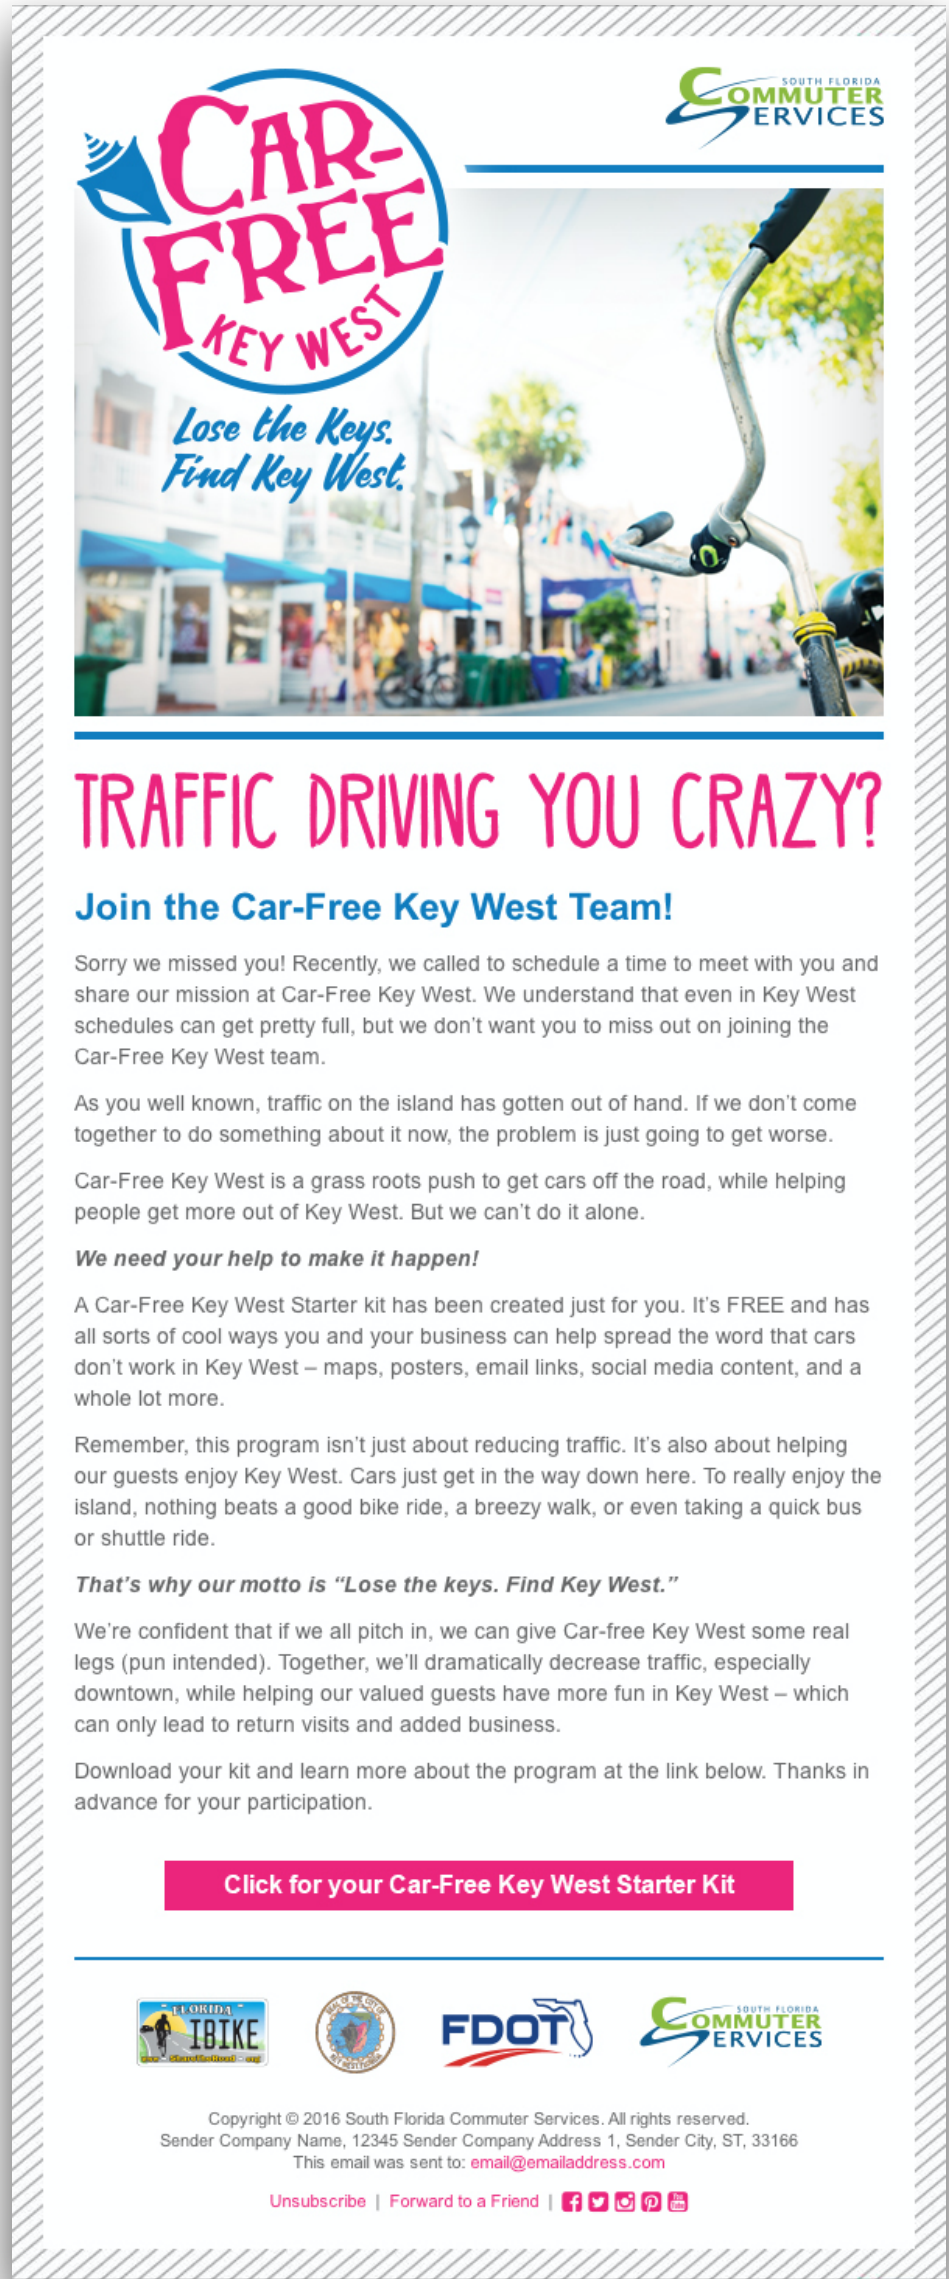 CAR-
FREE
KEY WEST
SOUTH FLORIDA
COMMUTER
SERVICES
Lose the Keys.
Find Key West.
TRAFFIC DRIVING YOU CRAZY?
Join the Car-Free Key West Team!
Sorry we missed you! Recently, we called to schedule a time to meet with you and
share our mission at Car-Free Key West. We understand that even in Key West
schedules can get pretty full, but we don't want you to miss out on joining the
Car-Free Key West team.
As you well known, traffic on the island has gotten out of hand. If we don't come
together to do something about it now, the problem is just going to get worse.
Car-Free Key West is a grass roots push to get cars off the road, while helping
people get more out of Key West. But we can't do it alone.
We need your help to make it happen!
A Car-Free Key West Starter kit has been created just for you. It's FREE and has
all sorts of cool ways you and your business can help spread the word that cars
don't work in Key West – maps, posters, email links, social media content, and a
whole lot more.
Remember, this program isn't just about reducing traffic. It's also about helping
our guests enjoy Key West. Cars just get in the way down here. To really enjoy the
island, nothing beats a good bike ride, a breezy walk, or even taking a quick bus
or shuttle ride.
That's why our motto is “Lose the keys. Find Key West.”
We're confident that if we all pitch in, we can give Car-free Key West some real
legs (pun intended). Together, we'll dramatically decrease traffic, especially
downtown, while helping our valued guests have more fun in Key West – which
can only lead to return visits and added business.
Download your kit and learn more about the program at the link below. Thanks in
advance for your participation.
Click for your Car-Free Key West Starter Kit
FLORIDA
IBIKE
www - ShareTheRoad - org
SEAL OF THE CITY OF
KEY WEST FLORIDA
FDOT
SOUTH FLORIDA
COMMUTER
SERVICES
Copyright © 2016 South Florida Commuter Services. All rights reserved.
Sender Company Name, 12345 Sender Company Address 1, Sender City, ST, 33166
This email was sent to: email@emailaddress.com
Unsubscribe | Forward to a Friend |
You
Tube